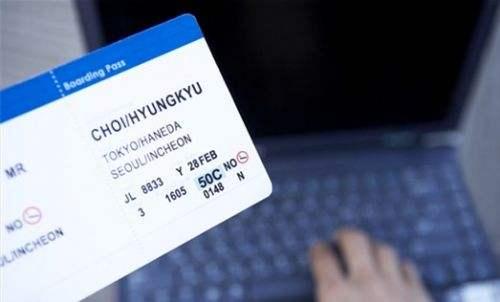 Boarding Pass
CHOI/HYUNGKYU
TOKYO/HANEDA
SEOUL/INCHEON
JL 8833 Y 28FEB
3 1605 50C NO
0148 N
MR
NO
/INCHEON